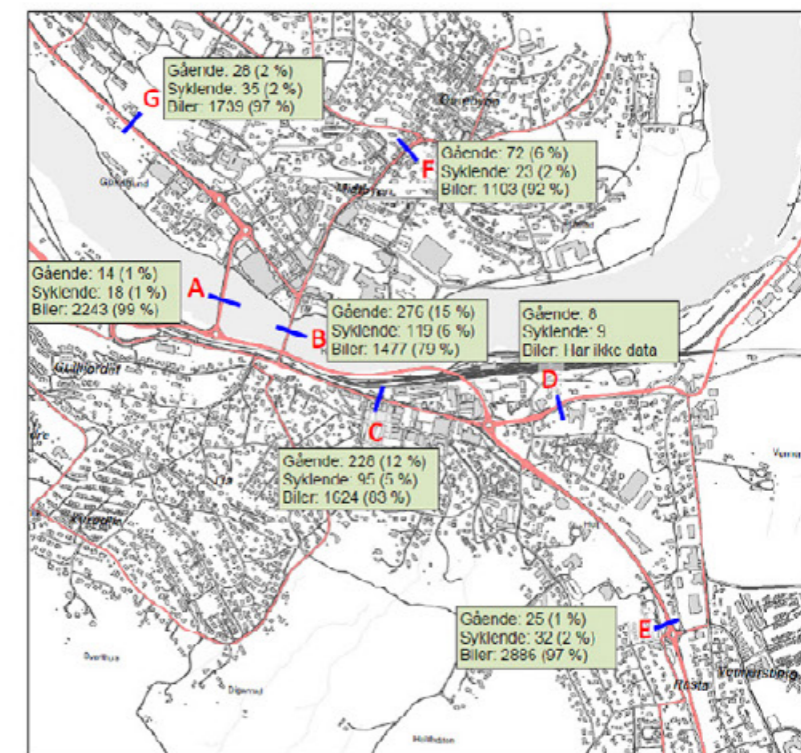 Gående: 28 (2 %)
Syklende: 35 (2 %)
Biler: 1739 (97 %)
G
F
Gående: 72 (6 %)
Syklende: 23 (2 %)
Biler: 1103 (92 %)
Gående: 14 (1 %)
Syklende: 18 (1 %)
Biler: 2243 (99 %)
A
B
Gående: 276 (15 %)
Syklende: 119 (6 %)
Biler: 1477 (79 %)
Gående: 8
Syklende: 9
Biler: Har ikke data
D
C
Gående: 228 (12 %)
Syklende: 95 (5 %)
Biler: 1624 (83 %)
Gående: 25 (1 %)
Syklende: 32 (2 %)
Biler: 2886 (97 %)
E